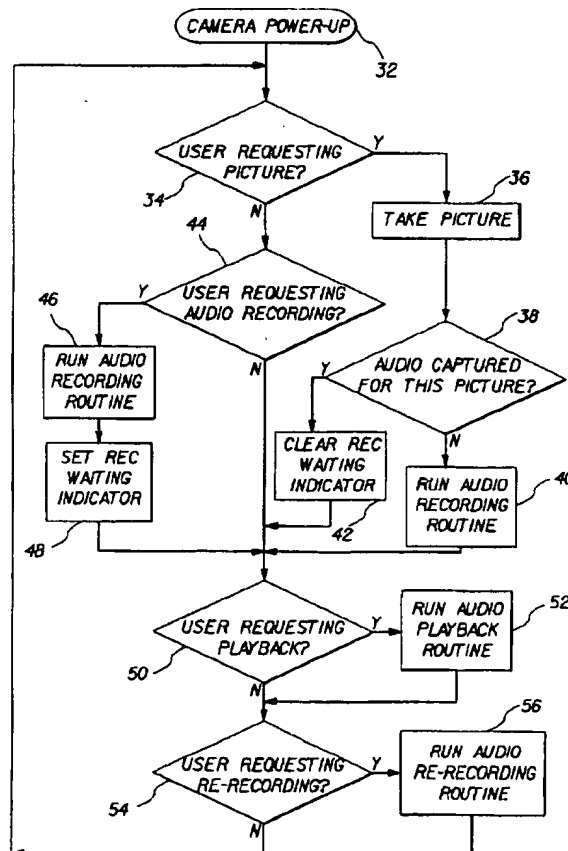 CAMERA POWER-UP
32
USER REQUESTING
PICTURE?
34
Y
N
36
TAKE PICTURE
44
USER REQUESTING
AUDIO RECORDING?
Y
N
46
RUN AUDIO
RECORDING
ROUTINE
SET REC
WAITING
INDICATOR
48
38
AUDIO CAPTURED
FOR THIS PICTURE?
Y
N
CLEAR REC
WAITING
INDICATOR
42
RUN AUDIO
RECORDING
ROUTINE
40
USER REQUESTING
PLAYBACK?
50
Y
N
RUN AUDIO
PLAYBACK
ROUTINE
52
USER REQUESTING
RE-RECORDING?
54
Y
N
56
RUN AUDIO
RE-RECORDING
ROUTINE